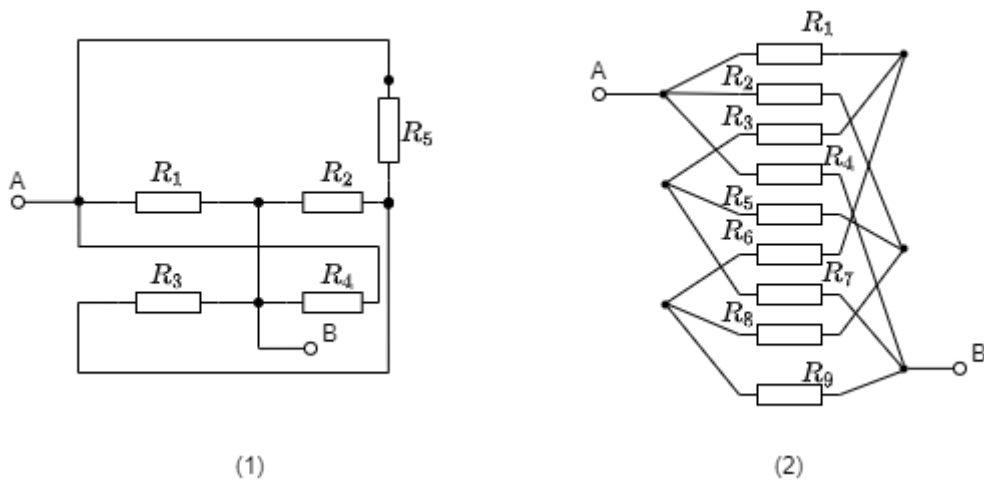 A
R₁
R₂
R₅
R₃
R₄
B
(1)
A
R₁
R₂
R₃
R₄
R₅
R₆
R₇
R₈
R₉
B
(2)